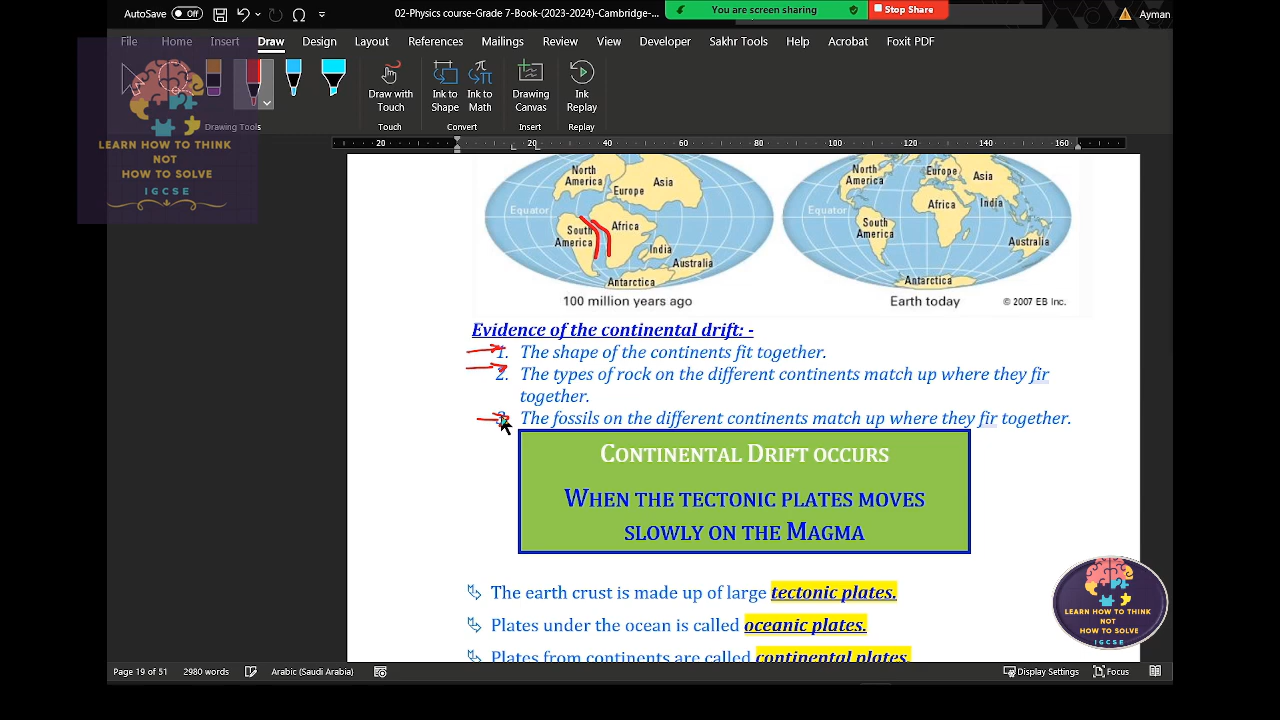 AutoSave Off 02-Physics course-Grade 7-Book-(2023-2024)-Cambridge-... You are screen sharing Stop Share Ayman
File Home Insert Draw Design Layout References Mailings Review View Developer Sakhr Tools Help Acrobat Foxit PDF
Draw with Touch
Ink to Shape
Ink to Math
Drawing Canvas
Ink Replay
Drawing Tools Touch Convert Insert Replay
LEARN HOW TO THINK
NOT
HOW TO SOLVE
IGCSE
20 20 40 60 80 100 120 140 160
North America
Europe
Asia
Equator
South America
Africa
India
Australia
Antarctica
100 million years ago
North America
Europe
Asia
Equator
Africa
India
South America
Australia
Antarctica
Earth today
© 2007 EB Inc.
Evidence of the continental drift: -
1. The shape of the continents fit together.
2. The types of rock on the different continents match up where they fir
together.
3. The fossils on the different continents match up where they fir together.
CONTINENTAL DRIFT OCCURS
WHEN THE TECTONIC PLATES MOVES
SLOWLY ON THE MAGMA
The earth crust is made up of large tectonic plates.
Plates under the ocean is called oceanic plates.
Plates from continents are called continental plates.
LEARN HOW TO THINK
NOT
HOW TO SOLVE
IGCSE
Page 19 of 51 2980 words Arabic (Saudi Arabia) Display Settings Focus